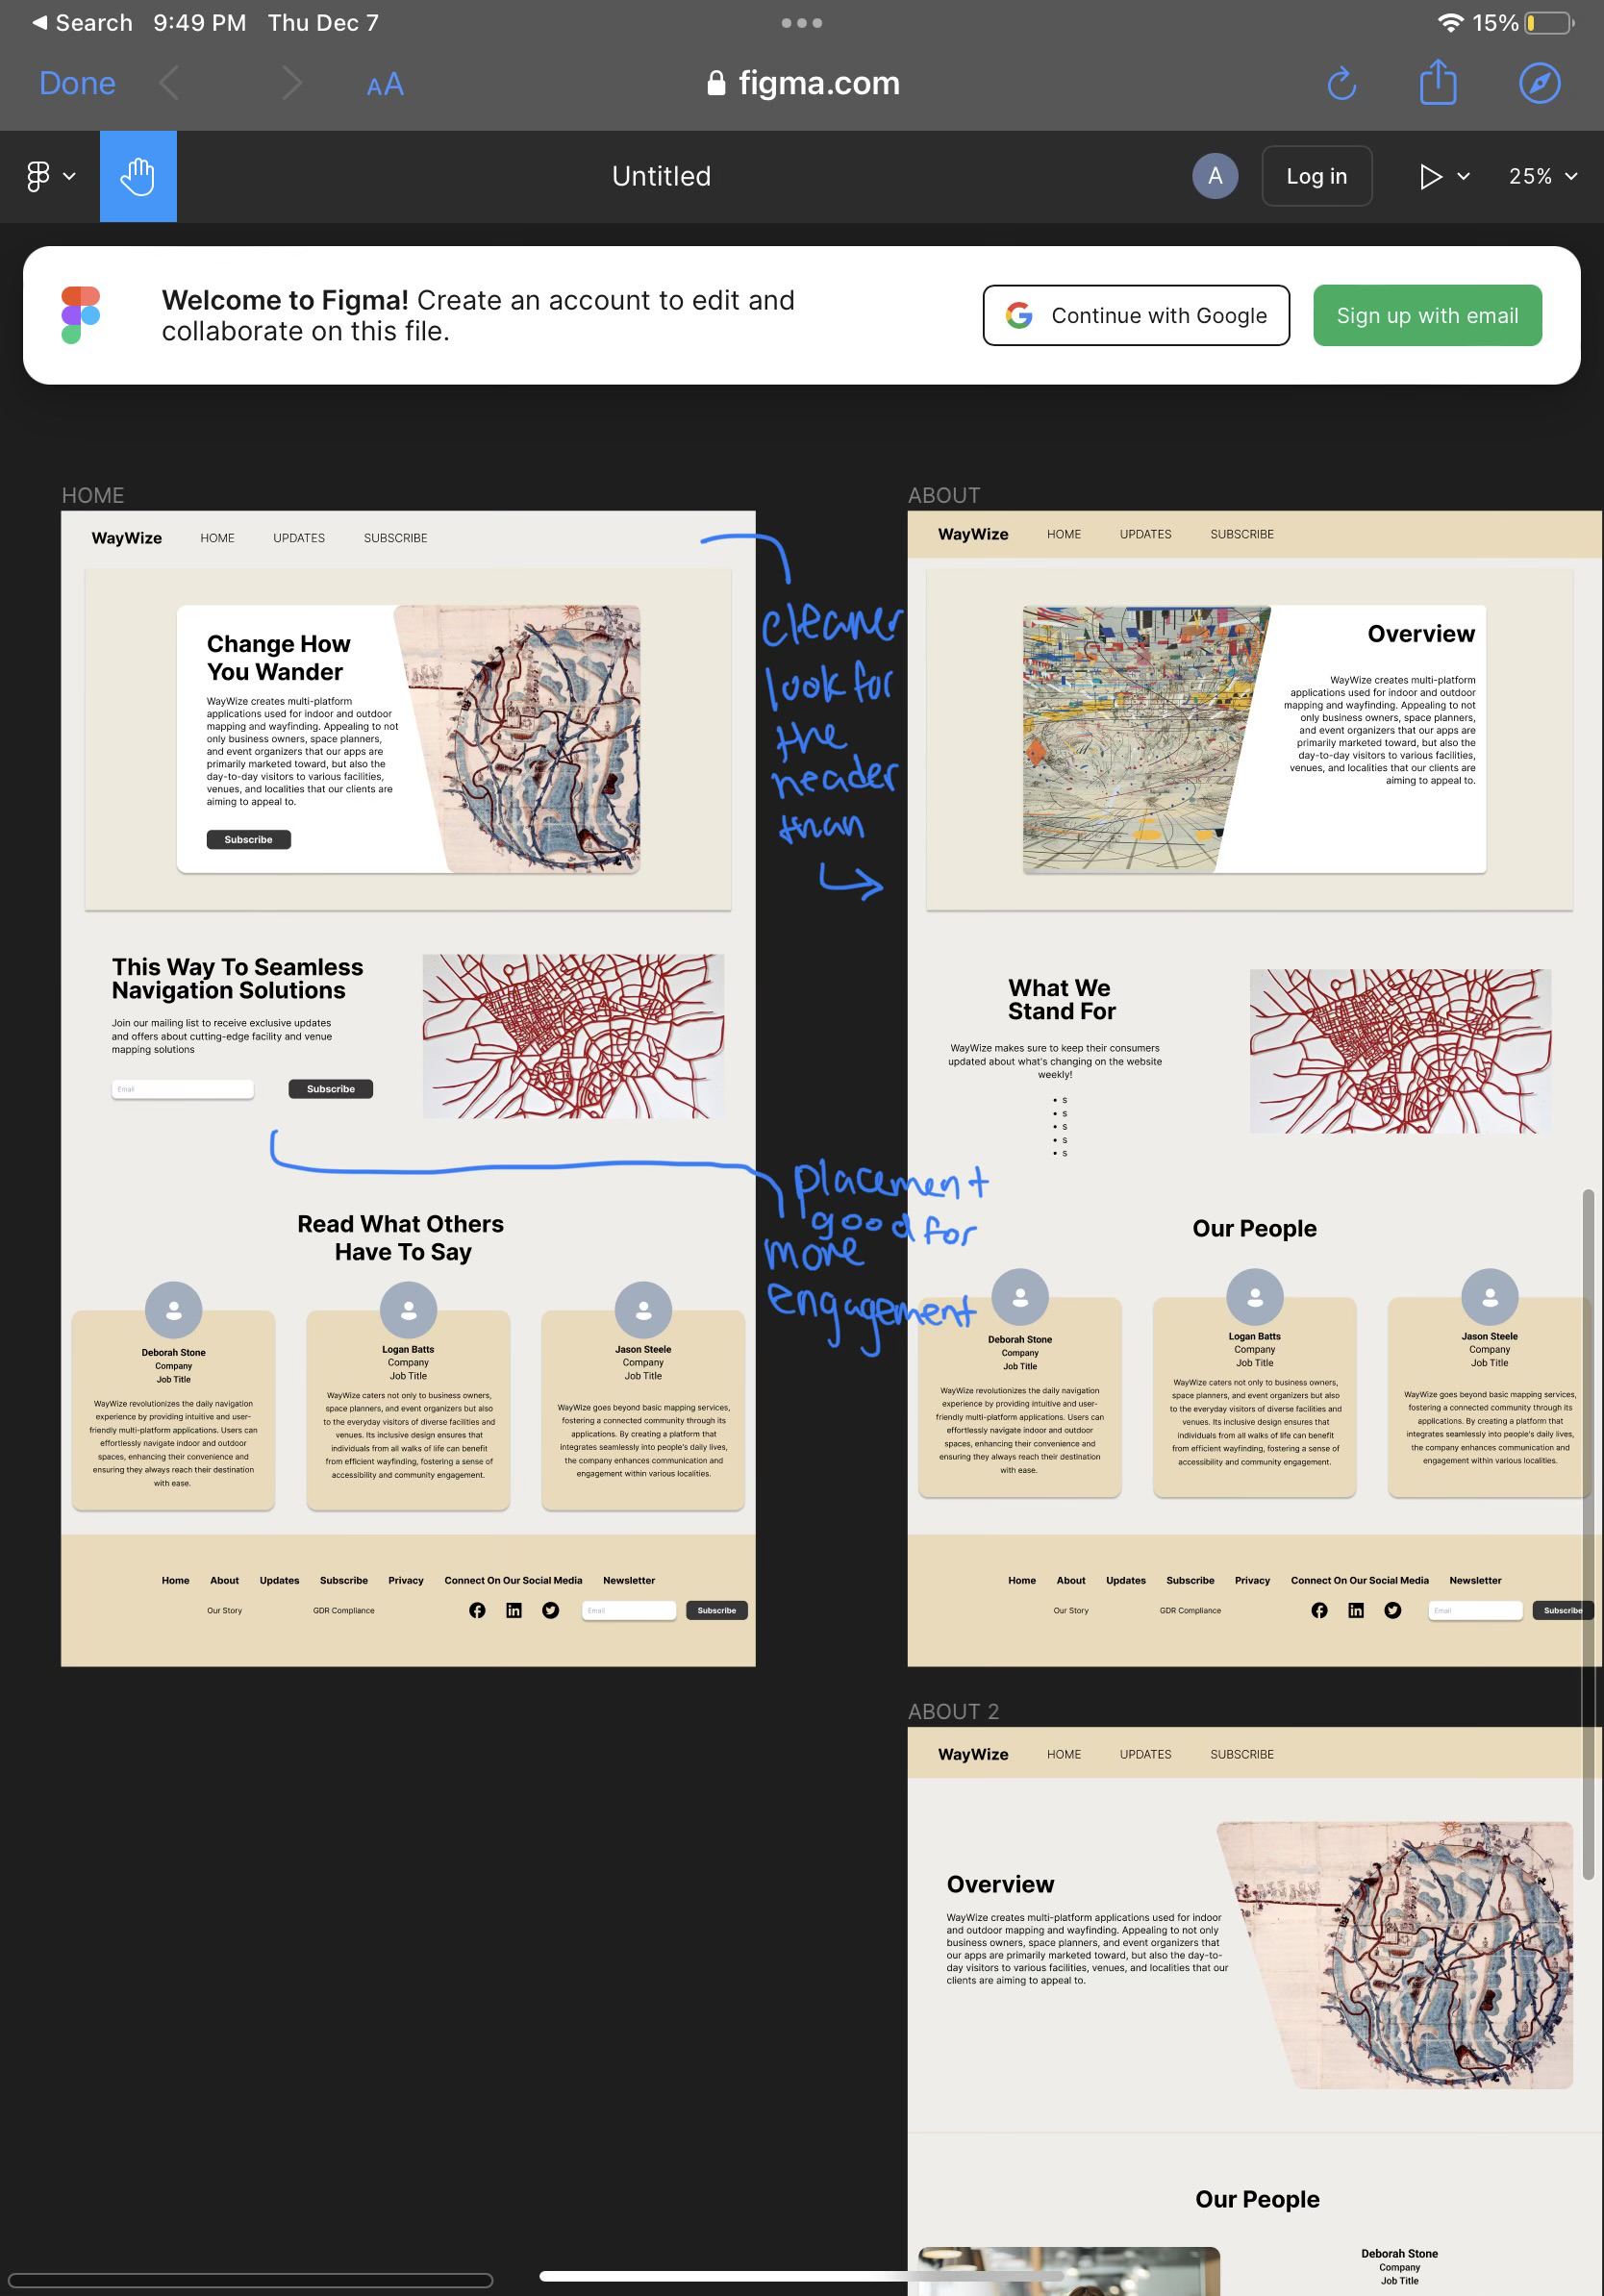 Search 9:49 PM Thu Dec 7
15%
Done
AA
figma.com
Untitled
A
Log in
25%
Welcome to Figma! Create an account to edit and
collaborate on this file.
Continue with Google
Sign up with email
HOME
WayWize HOME UPDATES SUBSCRIBE
Change How
You Wander
WayWize creates multi-platform
applications used for indoor and outdoor
mapping and wayfinding. Appealing to not
only business owners, space planners,
and event organizers that our apps are
primarily marketed toward, but also the
day-to-day visitors to various facilities,
venues, and localities that our clients are
aiming to appeal to.
Subscribe
This Way To Seamless
Navigation Solutions
Join our mailing list to receive exclusive updates
and offers about cutting-edge facility and venue
mapping solutions
Email
Subscribe
Read What Others
Have To Say
Deborah Stone
Company
Job Title
WayWize revolutionizes the daily navigation
experience by providing intuitive and user-
friendly multi-platform applications. Users can
effortlessly navigate indoor and outdoor
spaces, enhancing their convenience and
ensuring they always reach their destination
with ease.
Logan Batts
Company
Job Title
WayWize caters not only to business owners,
space planners, and event organizers but also
to the everyday visitors of diverse facilities and
venues. Its inclusive design ensures that
individuals from all walks of life can benefit
from efficient wayfinding, fostering a sense of
accessibility and community engagement.
Jason Steele
Company
Job Title
WayWize goes beyond basic mapping services,
fostering a connected community through its
applications. By creating a platform that
integrates seamlessly into people's daily lives,
the company enhances communication and
engagement within various localities.
Home About Updates Subscribe Privacy Connect On Our Social Media Newsletter
Our Story GDR Compliance Email Subscribe
cleaner
look for
the
header
than
placement
good for
more
engagement
ABOUT
WayWize HOME UPDATES SUBSCRIBE
Overview
WayWize creates multi-platform
applications used for indoor and outdoor
mapping and wayfinding. Appealing to not
only business owners, space planners,
and event organizers that our apps are
primarily marketed toward, but also the
day-to-day visitors to various facilities,
venues, and localities that our clients are
aiming to appeal to.
What We
Stand For
WayWize makes sure to keep their consumers
updated about what's changing on the website
weekly!
• s
• s
• s
• s
• s
Our People
Deborah Stone
Company
Job Title
WayWize revolutionizes the daily navigation
experience by providing intuitive and user-
friendly multi-platform applications. Users can
effortlessly navigate indoor and outdoor
spaces, enhancing their convenience and
ensuring they always reach their destination
with ease.
Logan Batts
Company
Job Title
WayWize caters not only to business owners,
space planners, and event organizers but also
to the everyday visitors of diverse facilities and
venues. Its inclusive design ensures that
individuals from all walks of life can benefit
from efficient wayfinding, fostering a sense of
accessibility and community engagement.
Jason Steele
Company
Job Title
WayWize goes beyond basic mapping services,
fostering a connected community through its
applications. By creating a platform that
integrates seamlessly into people's daily lives,
the company enhances communication and
engagement within various localities.
Home About Updates Subscribe Privacy Connect On Our Social Media Newsletter
Our Story GDR Compliance Email Subscribe
ABOUT 2
WayWize HOME UPDATES SUBSCRIBE
Overview
WayWize creates multi-platform applications used for indoor
and outdoor mapping and wayfinding. Appealing to not only
business owners, space planners, and event organizers that
our apps are primarily marketed toward, but also the day-to-
day visitors to various facilities, venues, and localities that our
clients are aiming to appeal to.
Our People
Deborah Stone
Company
Job Title